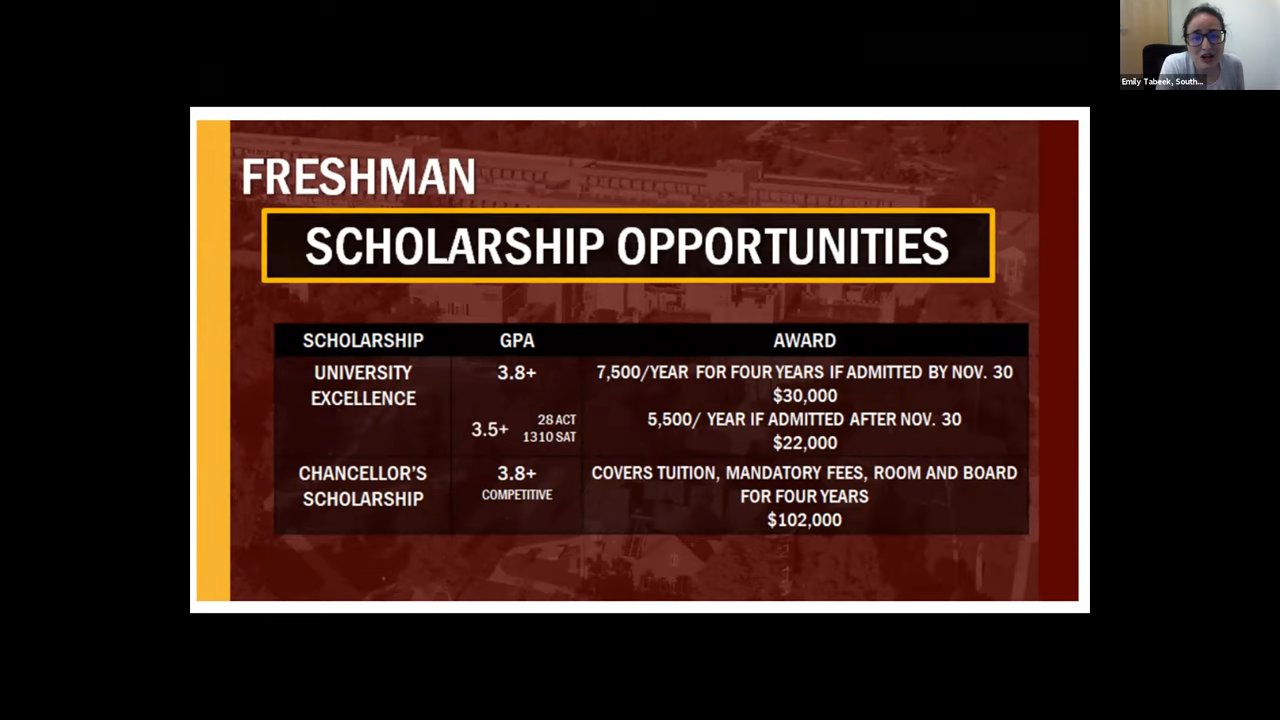 Emily Tabeek, South...
FRESHMAN
SCHOLARSHIP OPPORTUNITIES
SCHOLARSHIP GPA AWARD
UNIVERSITY EXCELLENCE
3.8+
7,500/YEAR FOR FOUR YEARS IF ADMITTED BY NOV. 30
$30,000
3.5+ 28 ACT
1310 SAT
5,500/ YEAR IF ADMITTED AFTER NOV. 30
$22,000
CHANCELLOR'S
SCHOLARSHIP
3.8+
COMPETITIVE
COVERS TUITION, MANDATORY FEES, ROOM AND BOARD
FOR FOUR YEARS
$102,000